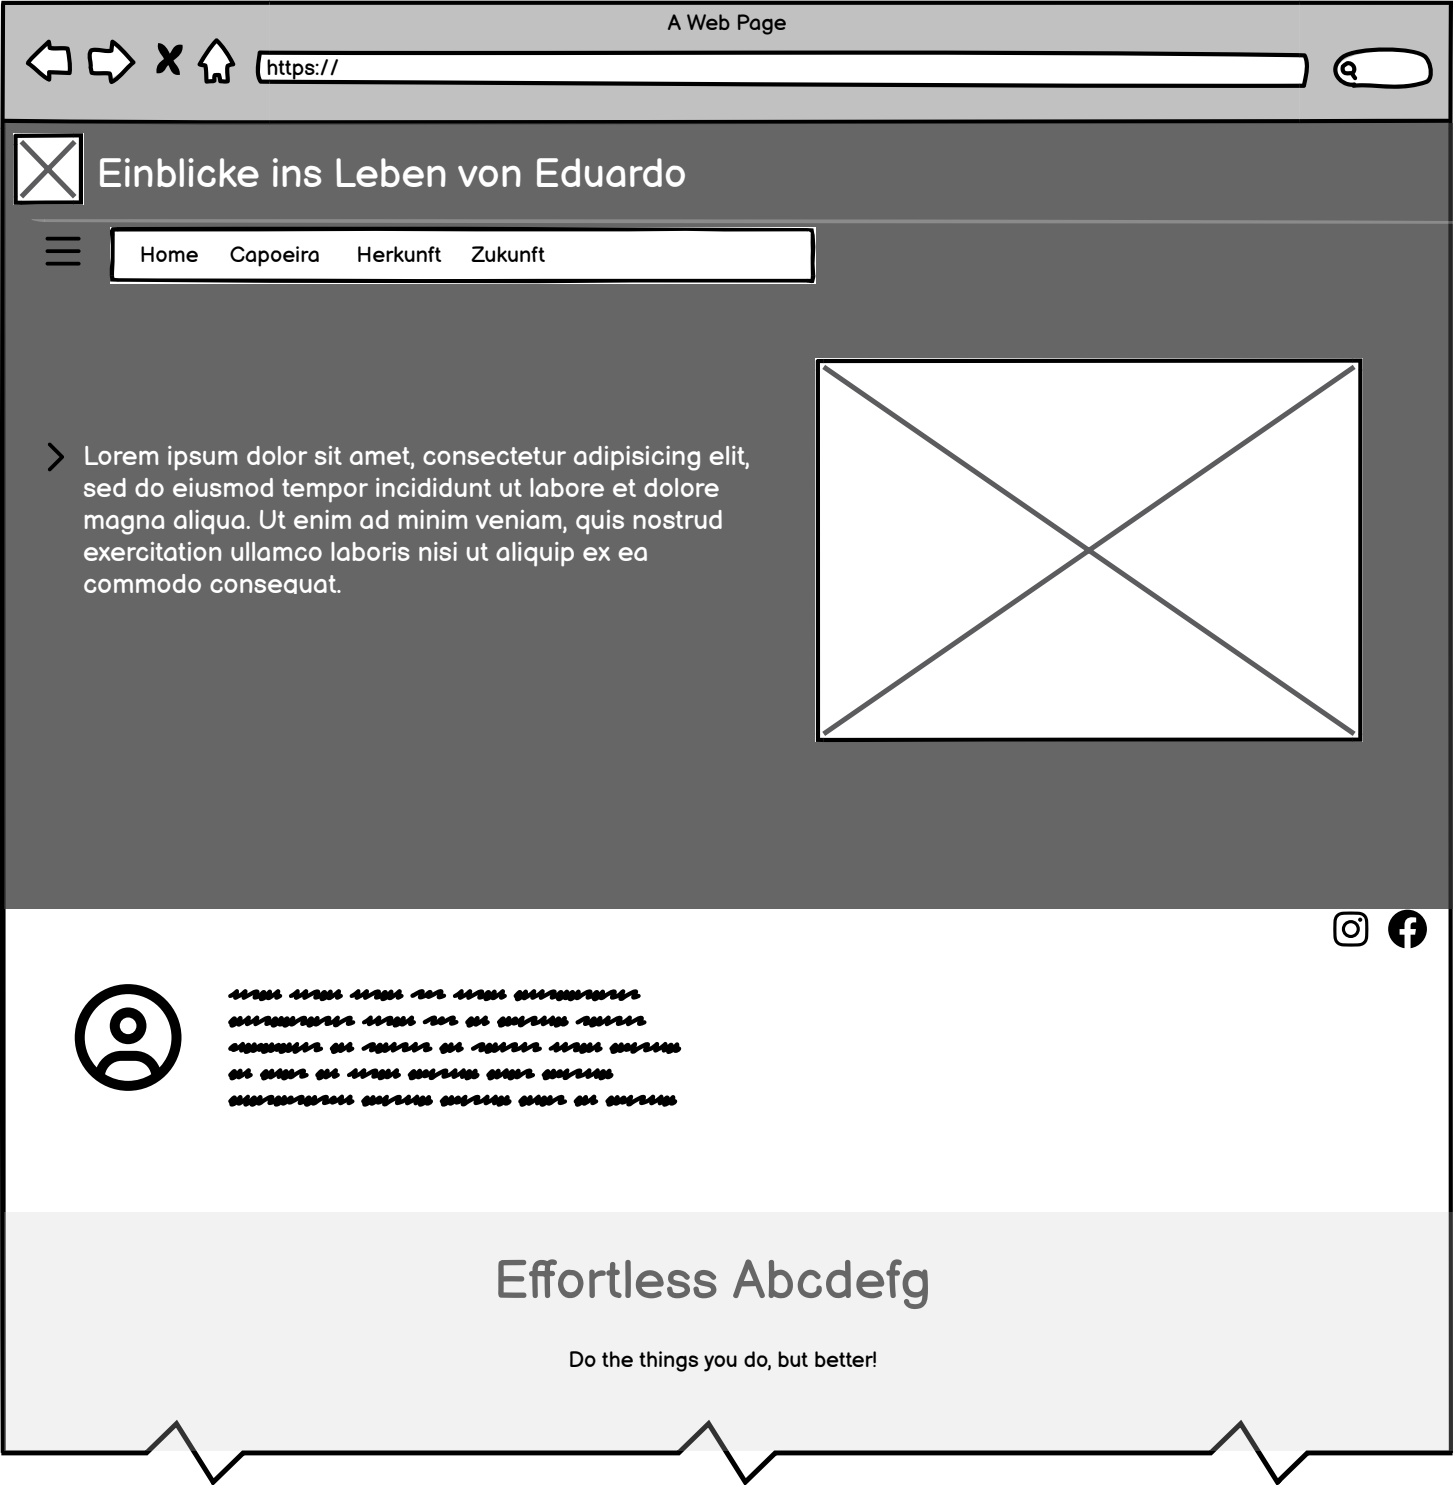 A Web Page
https://
Einblicke ins Leben von Eduardo
Home Capoeira Herkunft Zukunft
Lorem ipsum dolor sit amet, consectetur adipisicing elit,
sed do eiusmod tempor incididunt ut labore et dolore
magna aliqua. Ut enim ad minim veniam, quis nostrud
exercitation ullamco laboris nisi ut aliquip ex ea
commodo consequat.
Effortless Abcdefg
Do the things you do, but better!